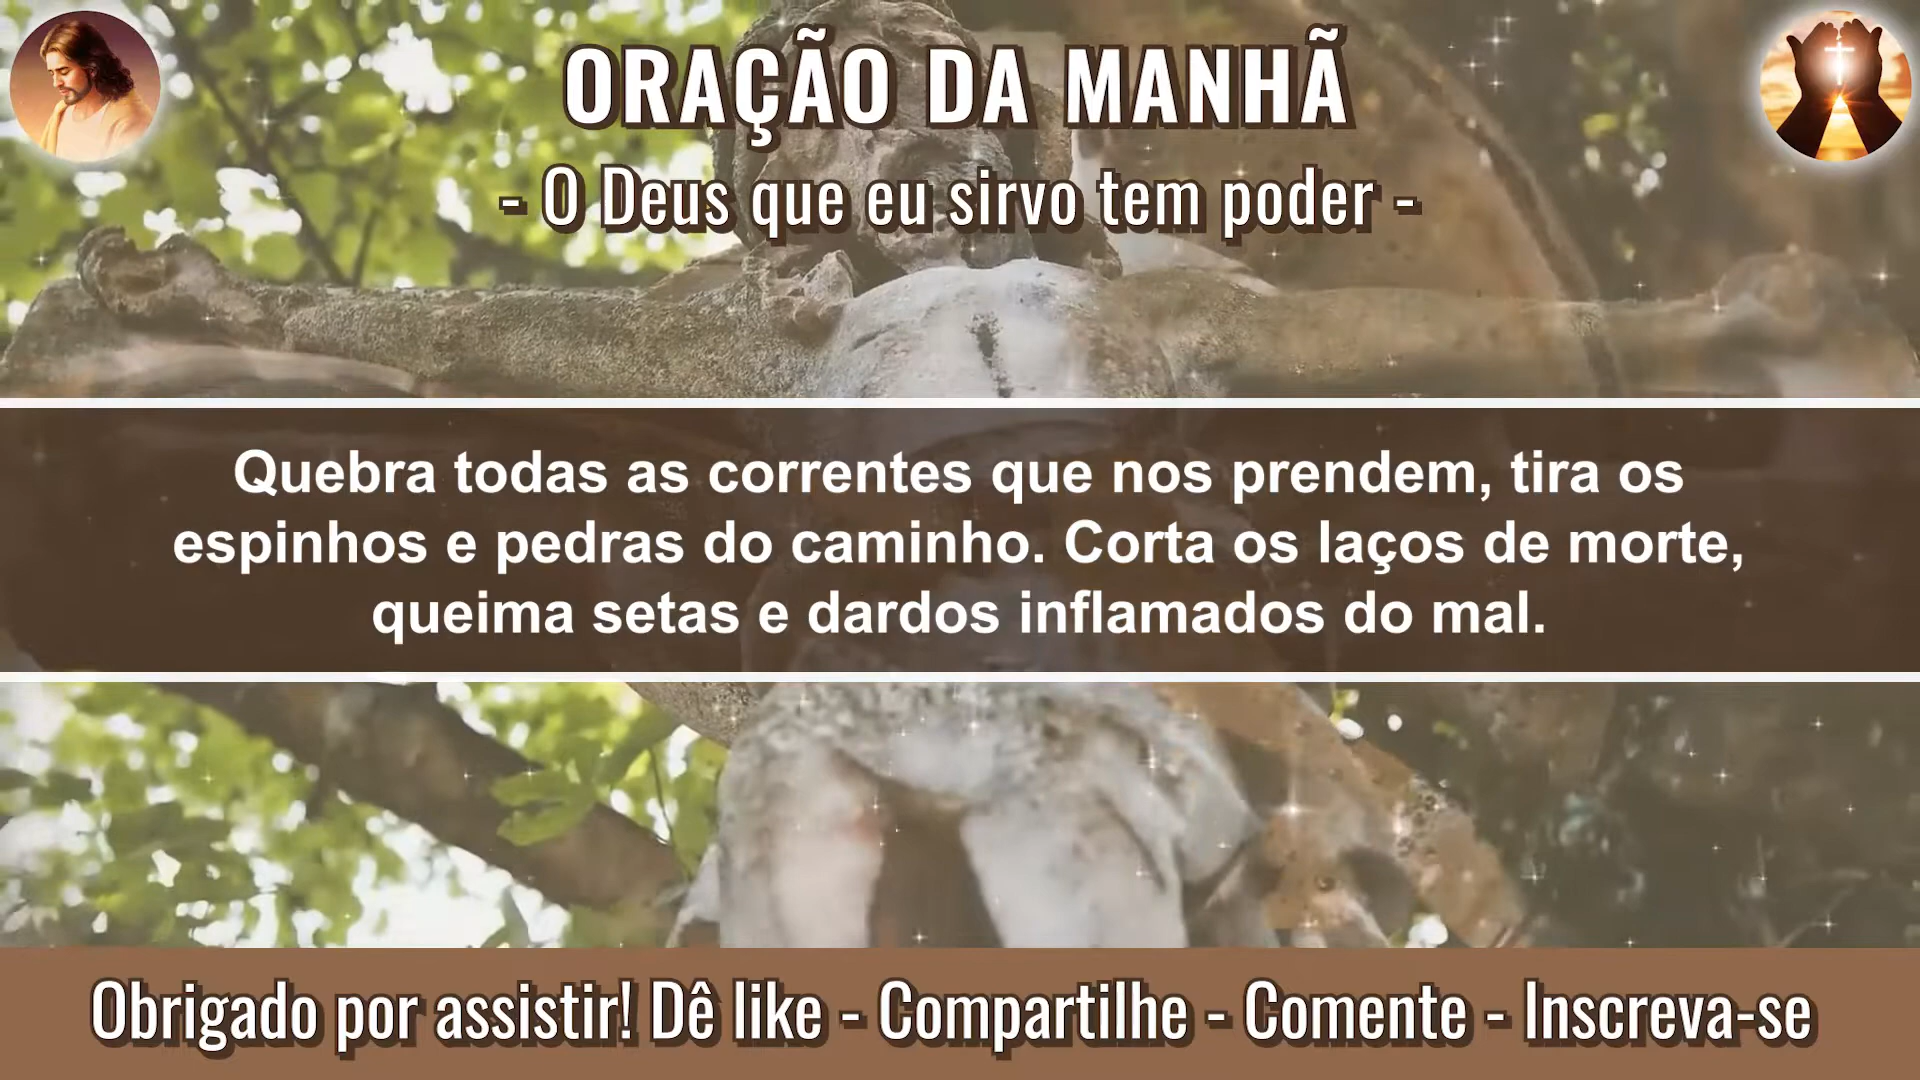 ORAÇÃO DA MANHÃ
- O Deus que eu sirvo tem poder -
Quebra todas as correntes que nos prendem, tira os
espinhos e pedras do caminho. Corta os laços de morte,
queima setas e dardos inflamados do mal.
Obrigado por assistir! Dê like - Compartilhe - Comente - Inscreva-se